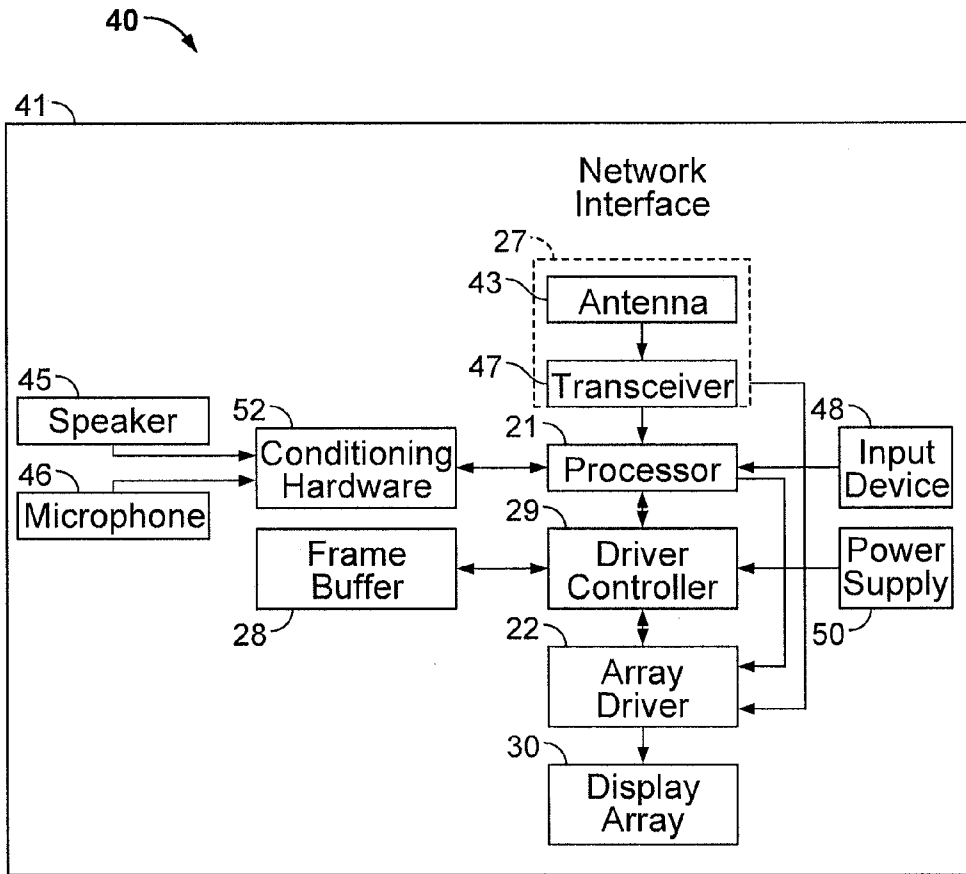 40
41
Network
Interface
27
43
Antenna
47
Transceiver
45
Speaker
52
Conditioning
Hardware
21
Processor
48
Input
Device
46
Microphone
29
Driver
Controller
Frame
Buffer
28
Power
Supply
50
22
Array
Driver
30
Display
Array